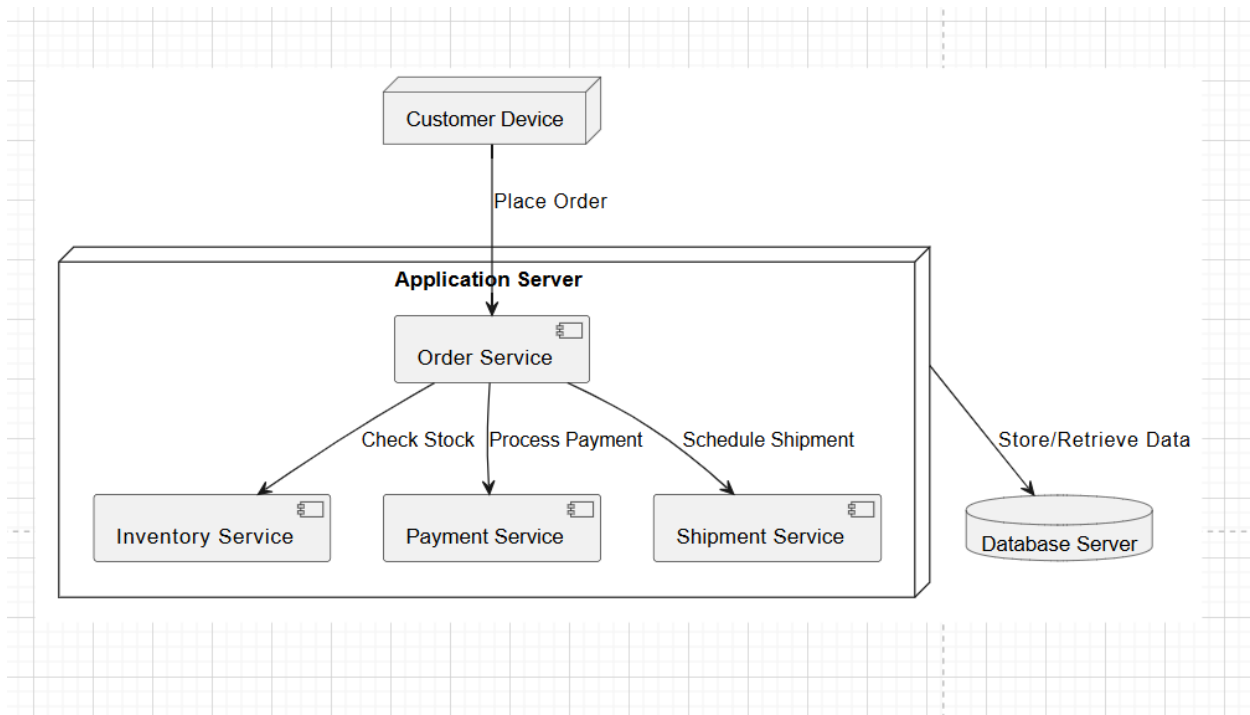 Customer Device
Place Order
Application Server
Order Service
Check Stock
Process Payment
Schedule Shipment
Store/Retrieve Data
Inventory Service
Payment Service
Shipment Service
Database Server